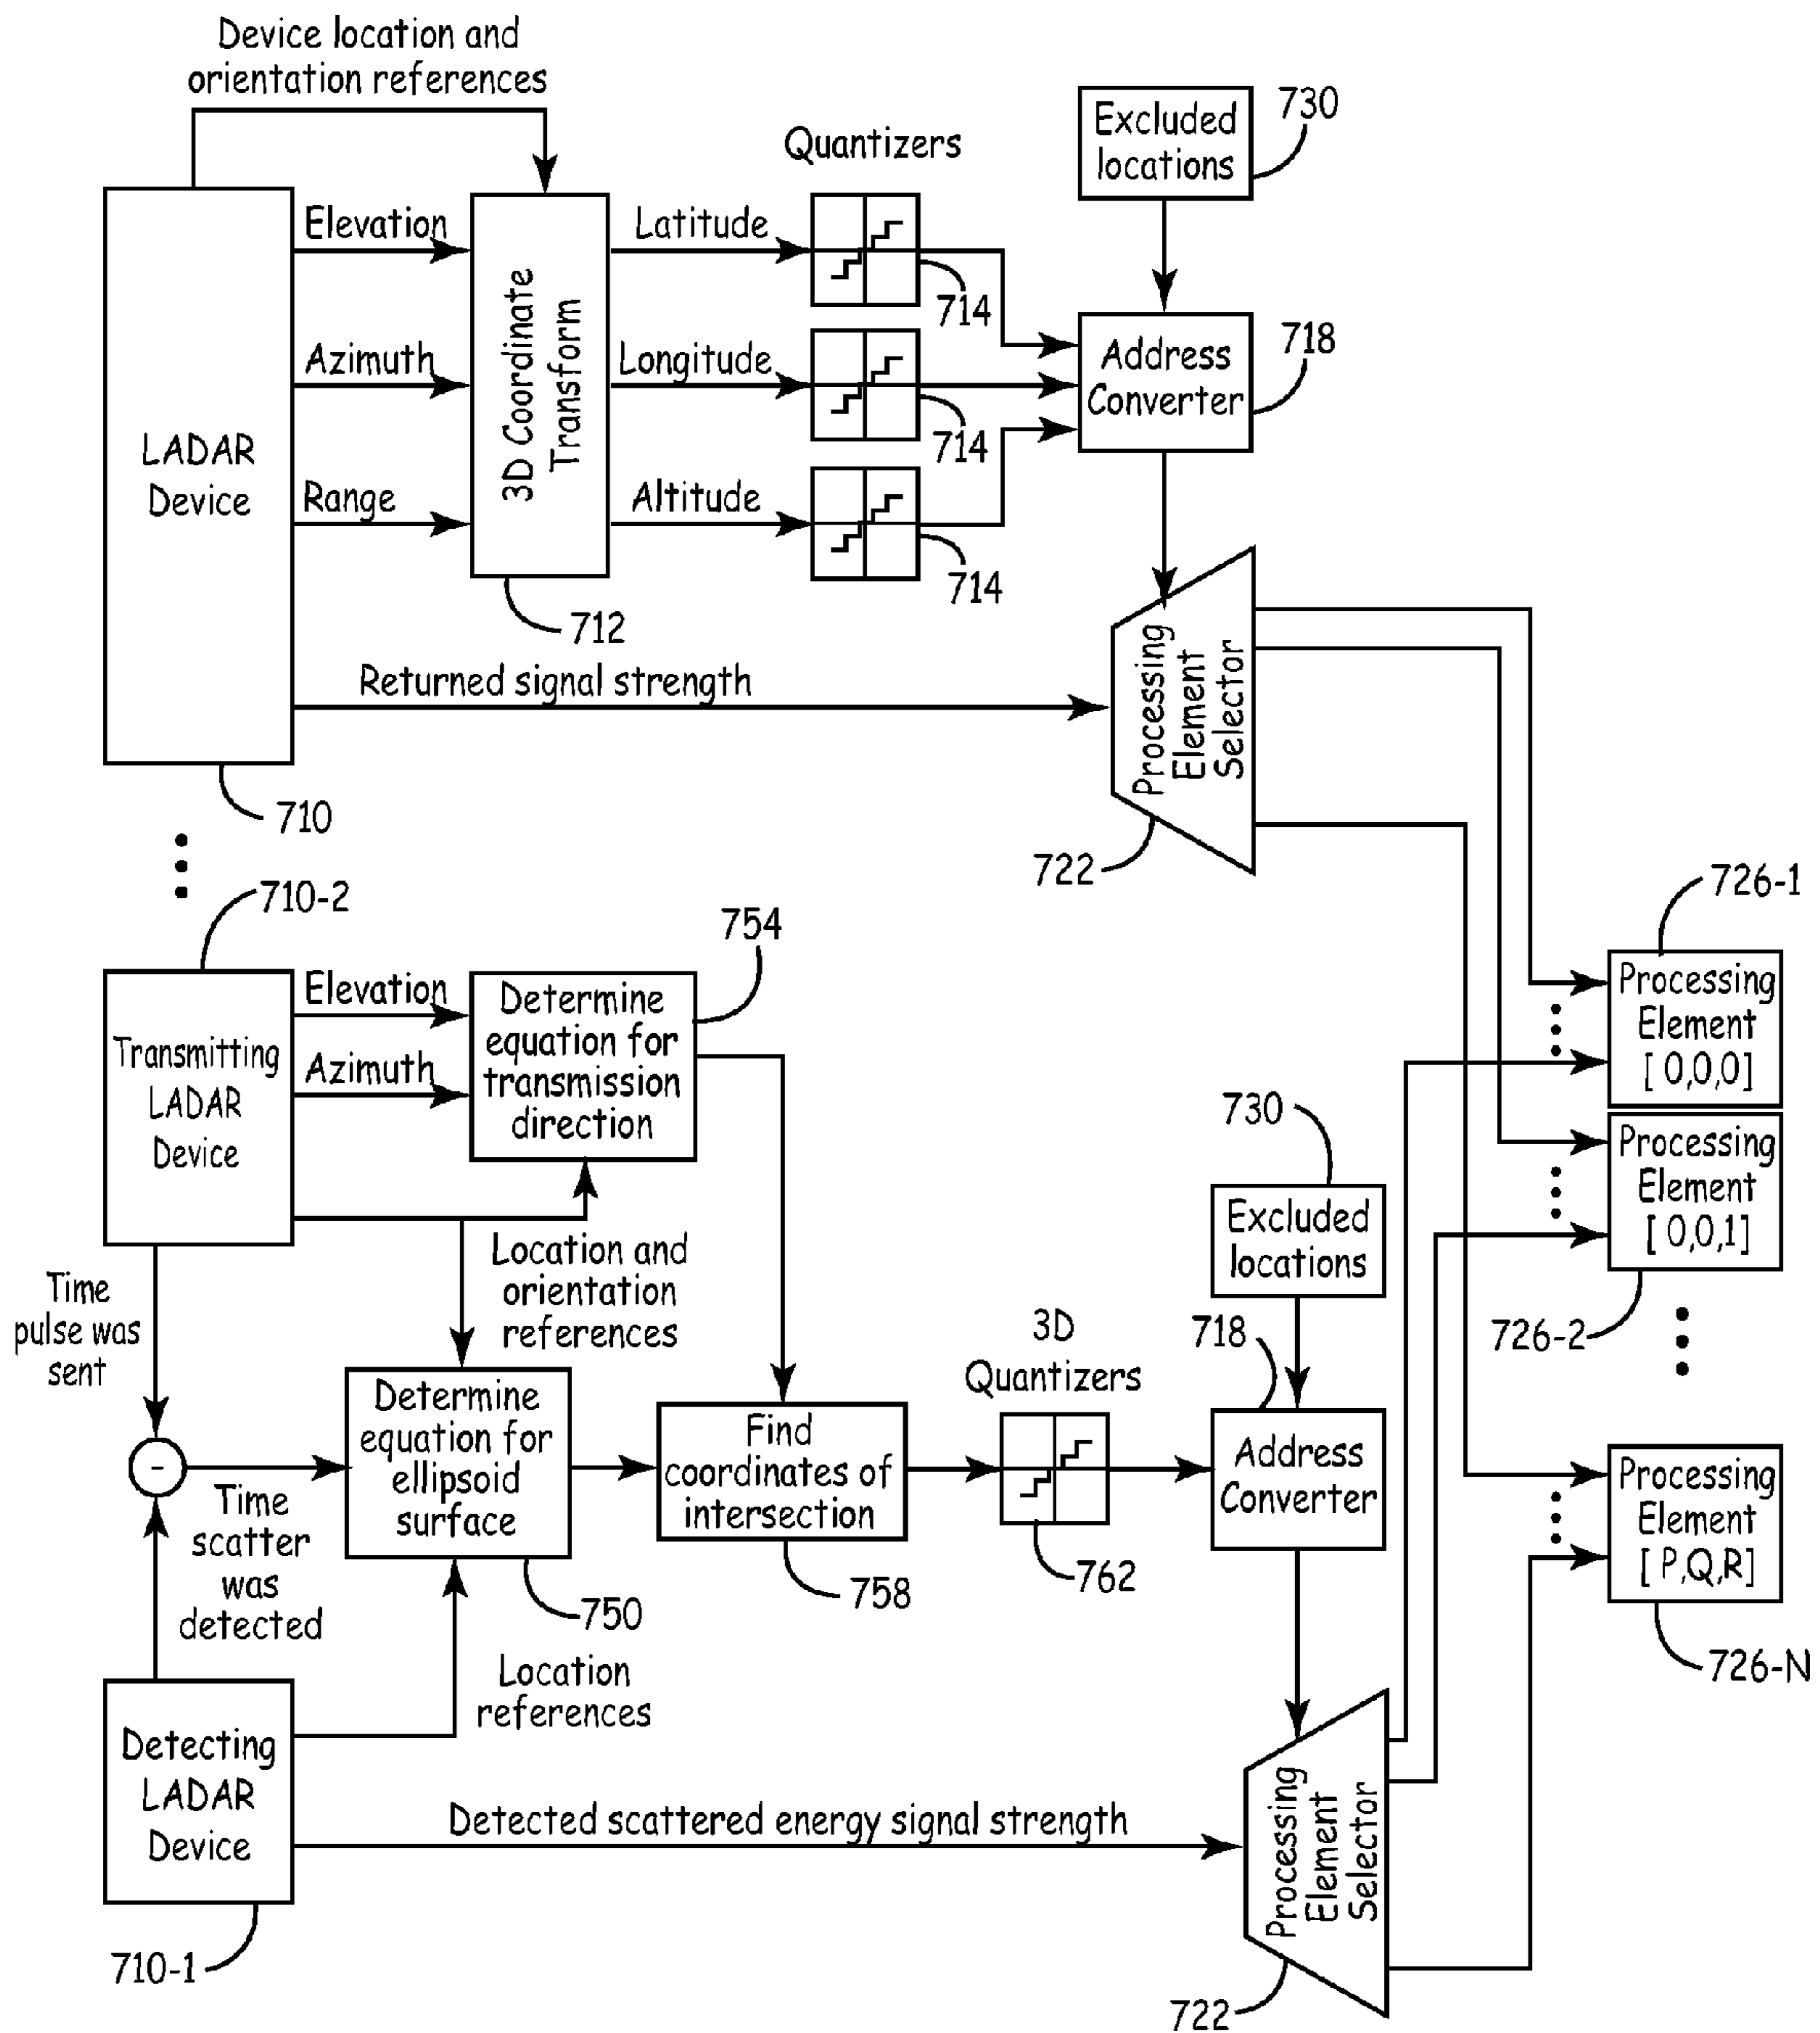 Device location and
orientation references
Quantizers
Excluded
locations
730
Elevation
Latitude
714
Azimuth
Longitude
714
Range
Altitude
714
LADAR
Device
3D Coordinate
Transform
Address
Converter
718
712
Returned signal strength
Processing
Element
Selector
710
722
710-2
754
726-1
Elevation
Azimuth
Transmitting
LADAR
Device
Determine
equation for
transmission
direction
Processing
Element
[ 0,0,0]
730
Processing
Element
[ 0,0,1]
Excluded
locations
726-2
Location and
orientation
references
Time
pulse was
sent
3D
Quantizers
718
Determine
equation for
ellipsoid
surface
Find
coordinates of
intersection
Address
Converter
Processing
Element
[ P,Q,R]
-
Time
scatter
was
detected
750
758
762
726-N
Location
references
Detecting
LADAR
Device
Detected scattered energy signal strength
Processing
Element
Selector
710-1
722